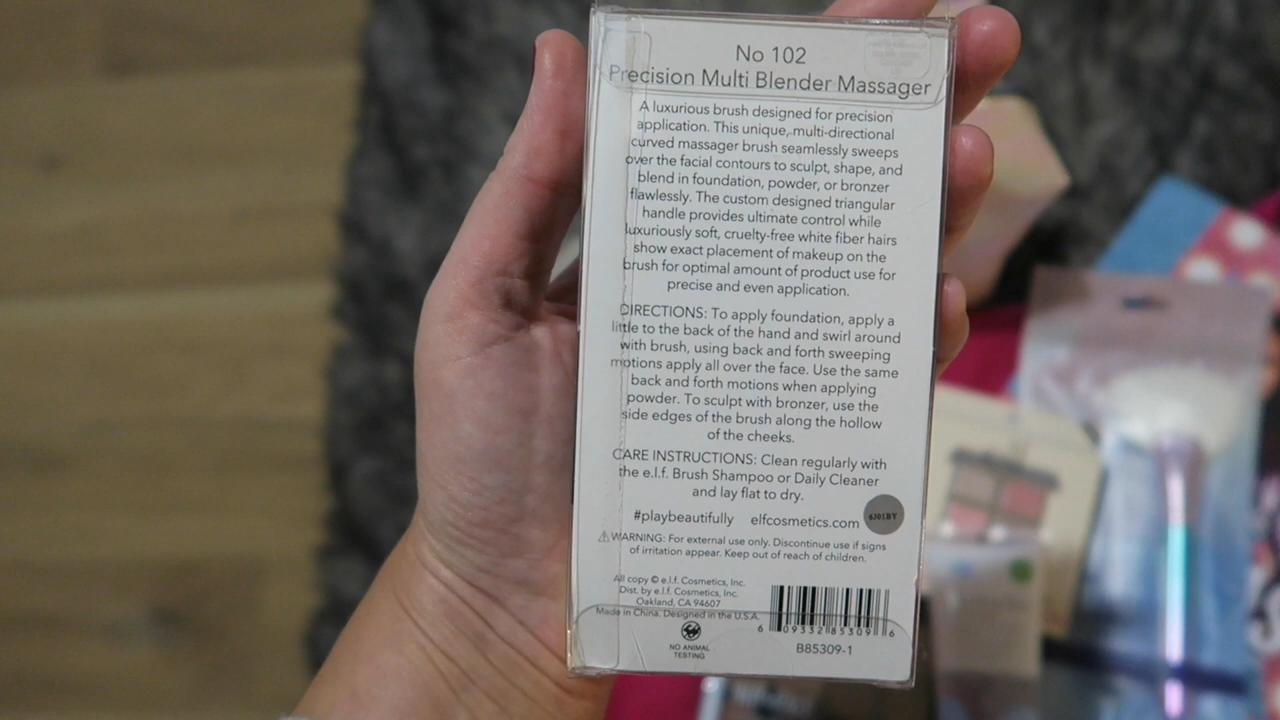 No 102
Precision Multi Blender Massager
A luxurious brush designed for precision
application. This unique, multi-directional
curved massager brush seamlessly sweeps
over the facial contours to sculpt, shape, and
blend in foundation, powder, or bronzer
flawlessly. The custom designed triangular
handle provides ultimate control while
luxuriously soft, cruelty-free white fiber hairs
show exact placement of makeup on the
brush for optimal amount of product use for
precise and even application.
DIRECTIONS: To apply foundation, apply a
little to the back of the hand and swirl around
with brush, using back and forth sweeping
motions apply all over the face. Use the same
back and forth motions when applying
powder. To sculpt with bronzer, use the
side edges of the brush along the hollow
of the cheeks.
CARE INSTRUCTIONS: Clean regularly with
the e.l.f. Brush Shampoo or Daily Cleaner
and lay flat to dry.
#playbeautifully elfcosmetics.com
6J01BY
⚠WARNING: For external use only. Discontinue use if signs
of irritation appear. Keep out of reach of children.
All copy © e.l.f. Cosmetics, Inc.
Dist. by e.l.f. Cosmetics, Inc.
Oakland, CA 94607
Made in China. Designed in the U.S.A.
6 09332 85309 6
NO ANIMAL
TESTING
B85309-1